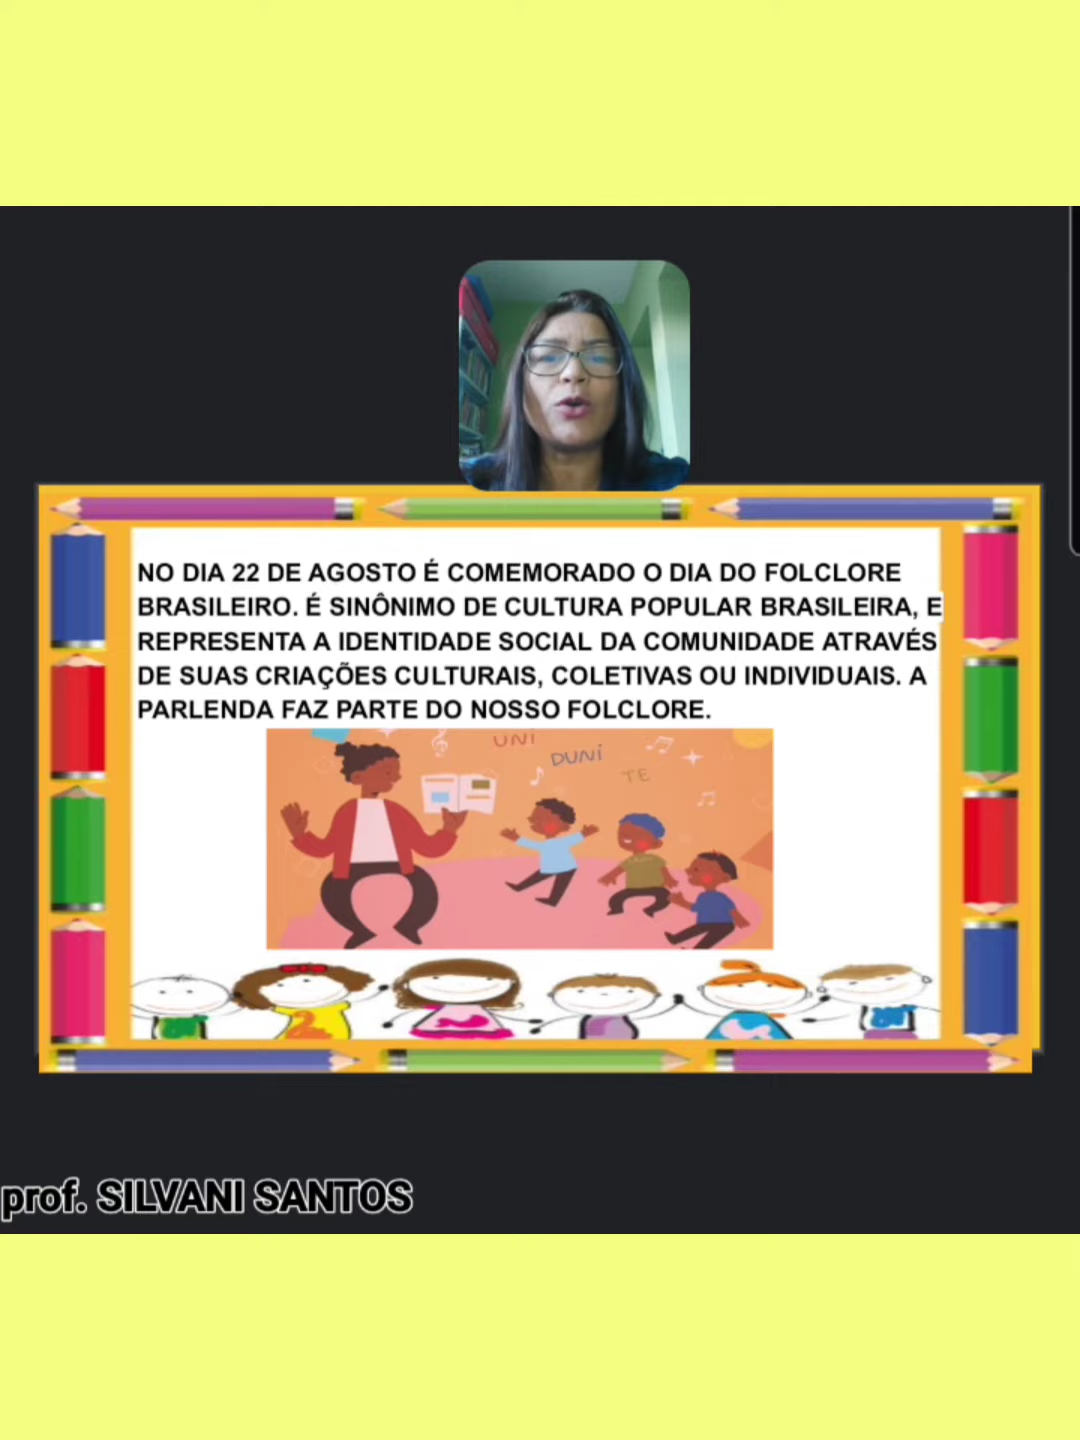 NO DIA 22 DE AGOSTO É COMEMORADO O DIA DO FOLCLORE
BRASILEIRO. É SINÔNIMO DE CULTURA POPULAR BRASILEIRA, E
REPRESENTA A IDENTIDADE SOCIAL DA COMUNIDADE ATRAVÉS
DE SUAS CRIAÇÕES CULTURAIS, COLETIVAS OU INDIVIDUAIS. A
PARLENDA FAZ PARTE DO NOSSO FOLCLORE.
UNI
DUNI
TE
prof. SILVANI SANTOS